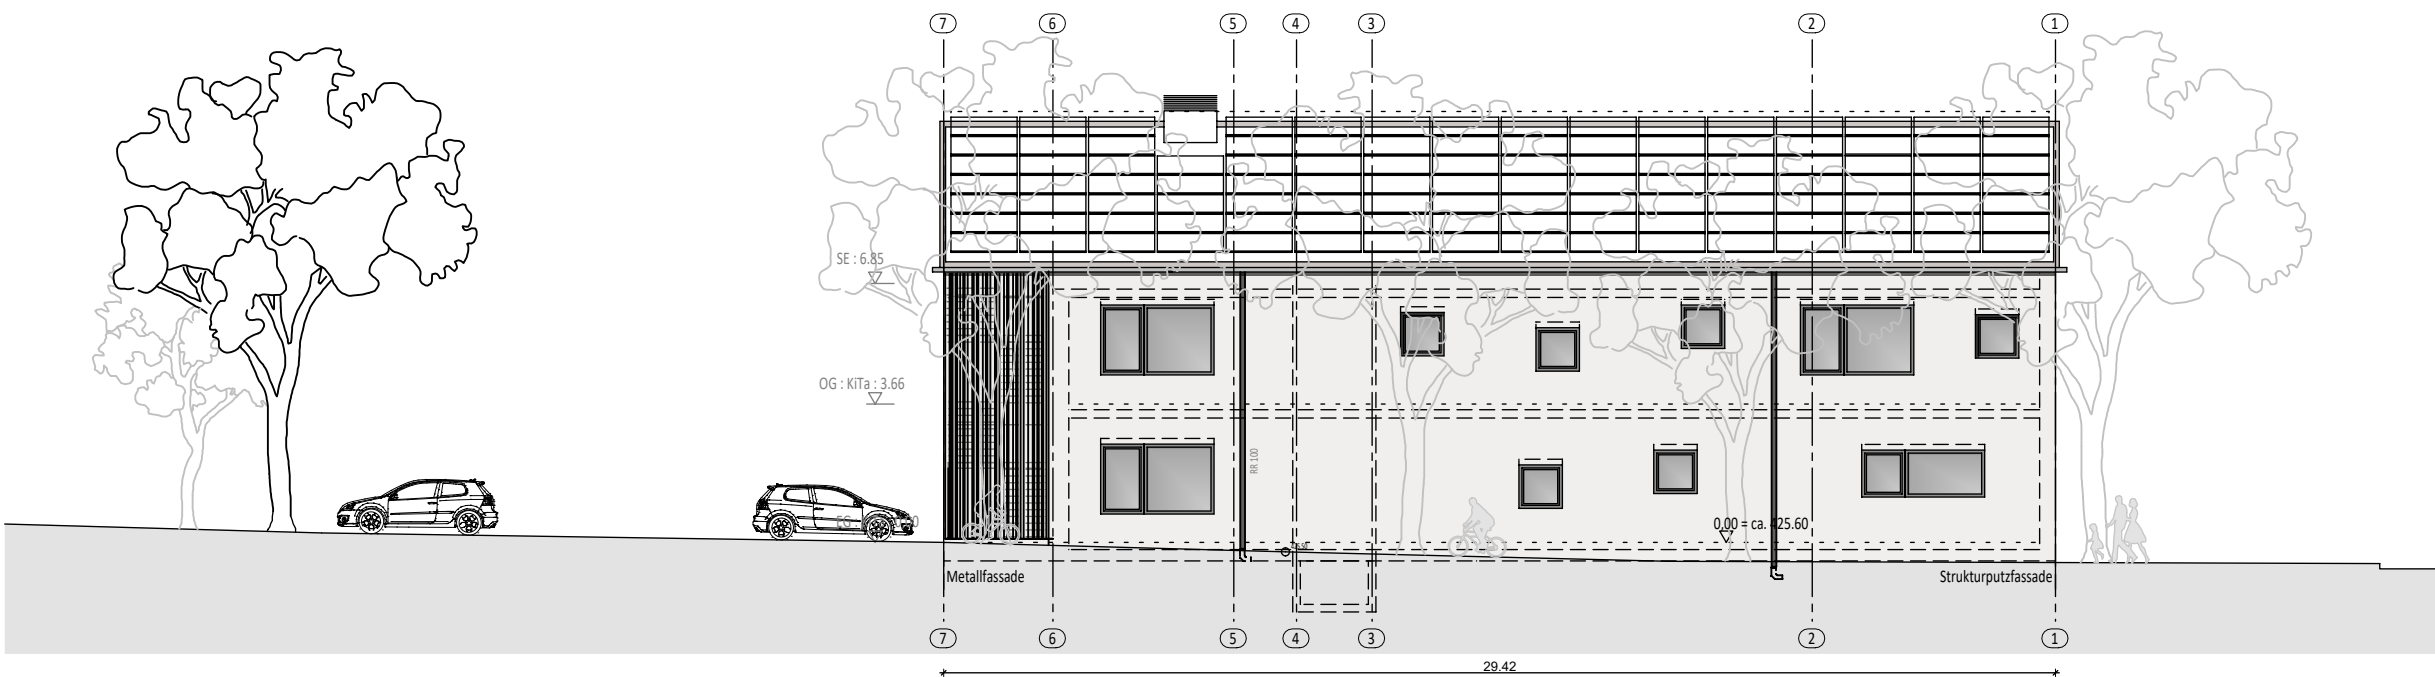 7 6 5 4 3 2 1
SE : 6.85
OG : KiTa : 3.66
RR 100
EG
0,00 = ca. 425.60
Metallfassade
Strukturputzfassade
7 6 5 4 3 2 1
29.42